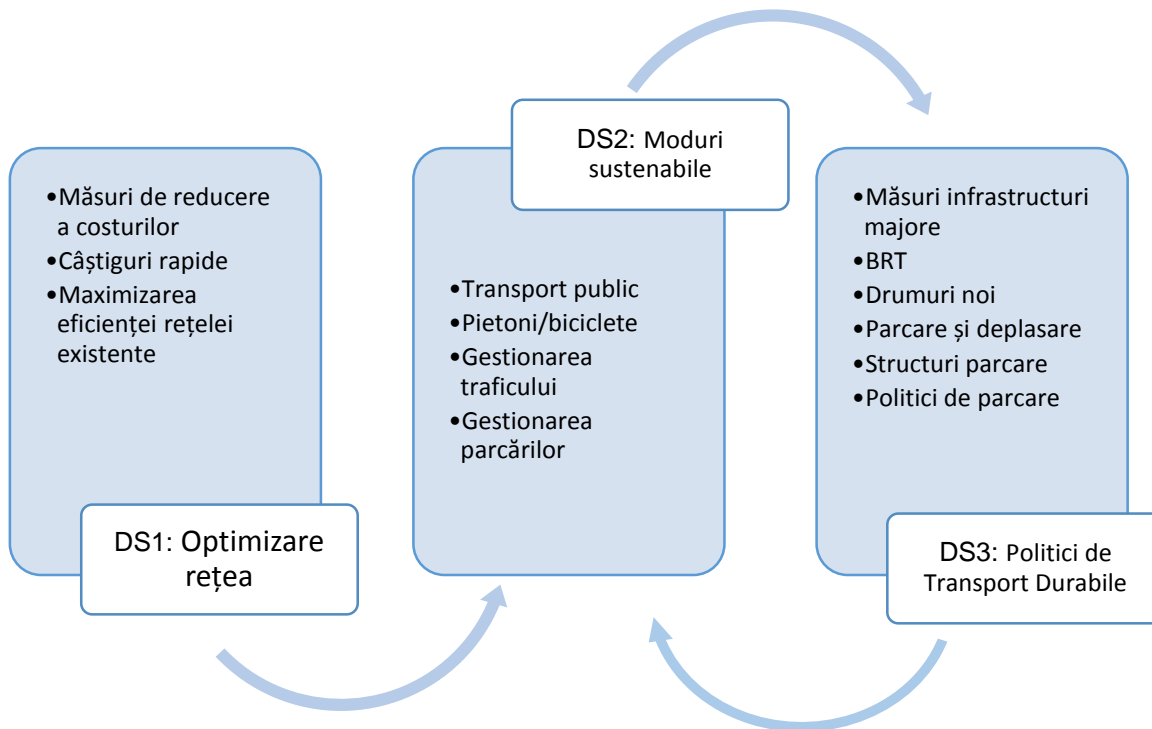 •Măsuri de reducere
a costurilor
•Câștiguri rapide
•Maximizarea
eficienței rețelei
existente
DS1: Optimizare
rețea
DS2: Moduri
sustenabile
•Transport public
•Pietoni/biciclete
•Gestionarea
traficului
•Gestionarea
parcărilor
•Măsuri infrastructuri
majore
•BRT
•Drumuri noi
•Parcare și deplasare
•Structuri parcare
•Politici de parcare
DS3: Politici de
Transport Durabile